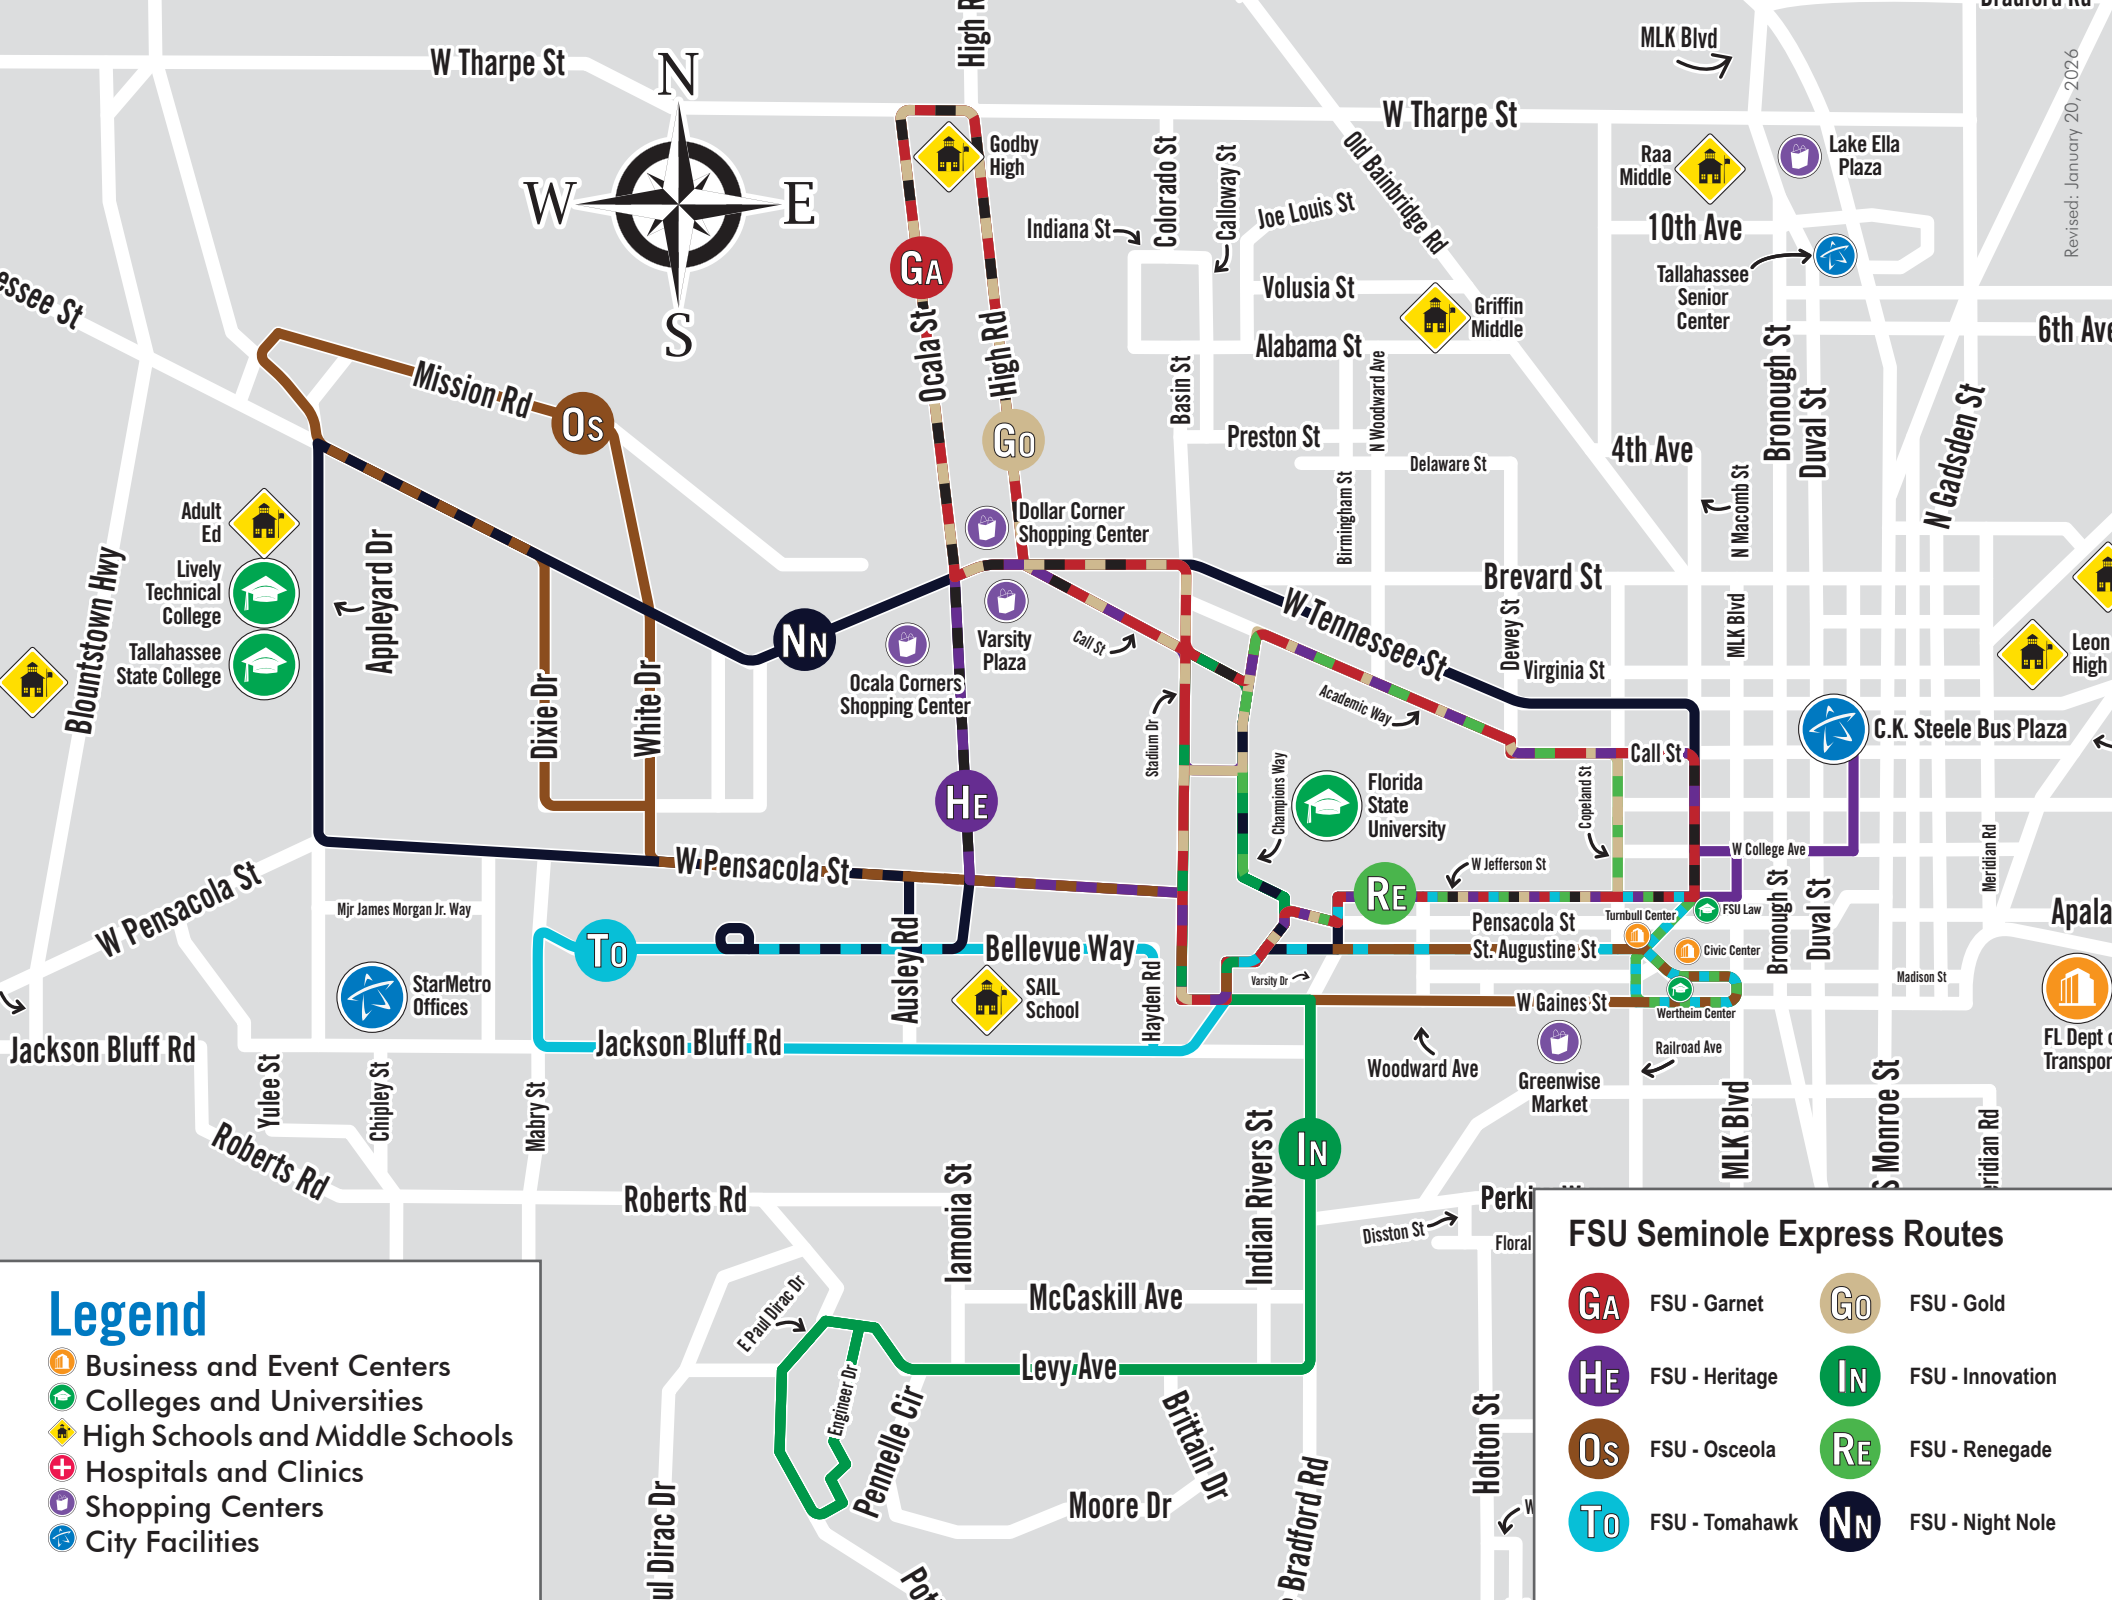 Bradford Rd
High R
MLK Blvd
W Tharpe St
N
W Tharpe St
Revised: January 20, 2026
W
E
S
Godby
High
Colorado St
Calloway St
Old Bainbridge Rd
Raa
Middle
Lake Ella
Plaza
Indiana St
Joe Louis St
10th Ave
GA
Volusia St
Tallahassee
Senior
Center
essee St
Griffin
Middle
6th Ave
Ocala St
High Rd
Alabama St
Basin St
N Woodward Ave
Bronough St
Duval St
N Gadsden St
Mission Rd
OS
GO
Preston St
4th Ave
Delaware St
Birmingham St
N Macomb St
Adult
Ed
Dollar Corner
Shopping Center
Lively
Technical
College
Appleyard Dr
Blountstown Hwy
Brevard St
W Tennessee St
Dewey St
MLK Blvd
Tallahassee
State College
NN
Varsity
Plaza
Call St
Virginia St
Leon
High
Ocala Corners
Shopping Center
Dixie Dr
White Dr
Academic Way
Stadium Dr
Call St
C.K. Steele Bus Plaza
HE
Champions Way
Florida
State
University
Copeland St
W College Ave
Meridian Rd
W Pensacola St
W Jefferson St
RE
W Pensacola St
Mjr James Morgan Jr. Way
Turnbull Center
FSU Law
Pensacola St
Bronough St
Duval St
Apala
Ausley Rd
TO
Bellevue Way
St. Augustine St
Civic Center
StarMetro
Offices
SAIL
School
Hayden Rd
Varsity Dr
Madison St
W Gaines St
Wertheim Center
Jackson Bluff Rd
Jackson Bluff Rd
Woodward Ave
Greenwise
Market
Railroad Ave
FL Dept o
Transpor
Yulee St
Chipley St
Mabry St
MLK Blvd
S Monroe St
eridian Rd
Roberts Rd
Indian Rivers St
IN
Roberts Rd
Iamonia St
Perki
Disston St
Floral
McCaskill Ave
E Paul Dirac Dr
Levy Ave
Engineer Dr
Pennelle Cir
Brittain Dr
Holton St
Moore Dr
ul Dirac Dr
Bradford Rd
Pot
W
Legend
Business and Event Centers
Colleges and Universities
High Schools and Middle Schools
Hospitals and Clinics
Shopping Centers
City Facilities
FSU Seminole Express Routes
GA FSU - Garnet
GO FSU - Gold
HE FSU - Heritage
IN FSU - Innovation
OS FSU - Osceola
RE FSU - Renegade
TO FSU - Tomahawk
NN FSU - Night Nole